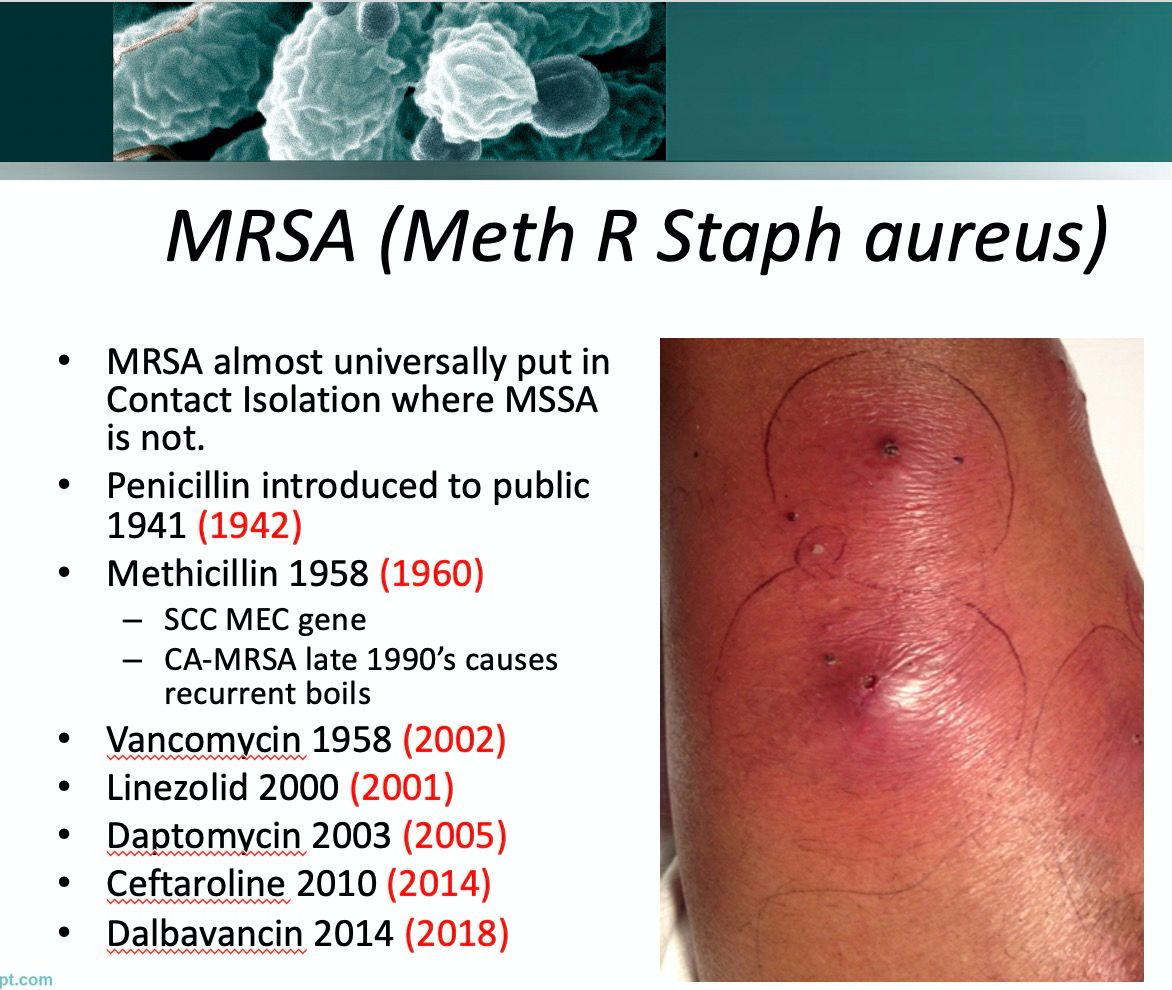 MRSA (Meth R Staph aureus)
• MRSA almost universally put in
Contact Isolation where MSSA
is not.
• Penicillin introduced to public
1941 (1942)
• Methicillin 1958 (1960)
– SCC MEC gene
– CA-MRSA late 1990’s causes
recurrent boils
• Vancomycin 1958 (2002)
• Linezolid 2000 (2001)
• Daptomycin 2003 (2005)
• Ceftaroline 2010 (2014)
• Dalbavancin 2014 (2018)
pt.com